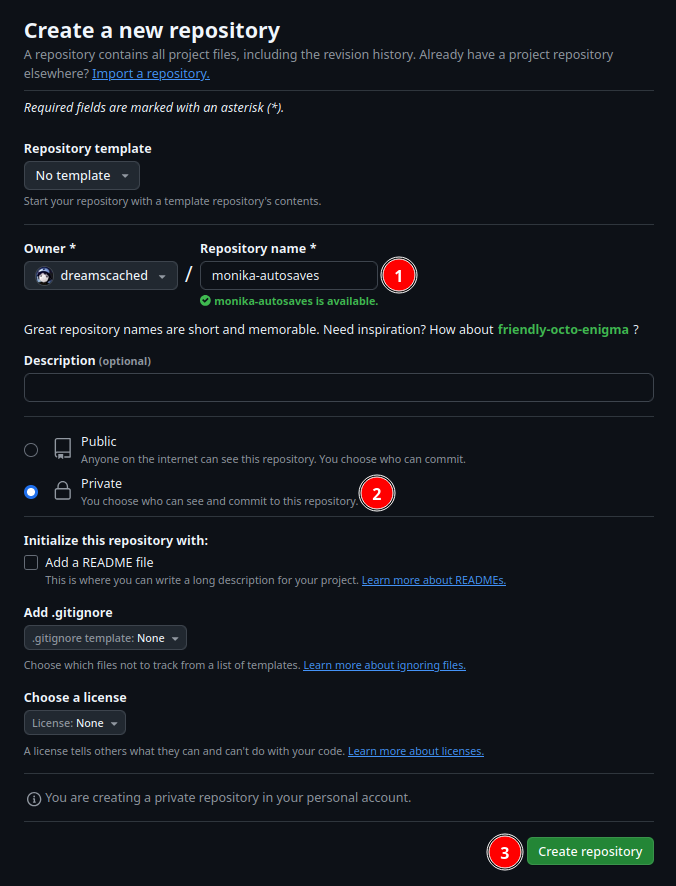 Create a new repository
A repository contains all project files, including the revision history. Already have a project repository
elsewhere? Import a repository.
Required fields are marked with an asterisk (*).
Repository template
No template
Start your repository with a template repository's contents.
Owner *
Repository name *
dreamscached
/
monika-autosaves
1
monika-autosaves is available.
Great repository names are short and memorable. Need inspiration? How about friendly-octo-enigma ?
Description (optional)
Public
Anyone on the internet can see this repository. You choose who can commit.
Private
You choose who can see and commit to this repository.
2
Initialize this repository with:
Add a README file
This is where you can write a long description for your project. Learn more about READMEs.
Add .gitignore
.gitignore template: None
Choose which files not to track from a list of templates. Learn more about ignoring files.
Choose a license
License: None
A license tells others what they can and can't do with your code. Learn more about licenses.
You are creating a private repository in your personal account.
3
Create repository